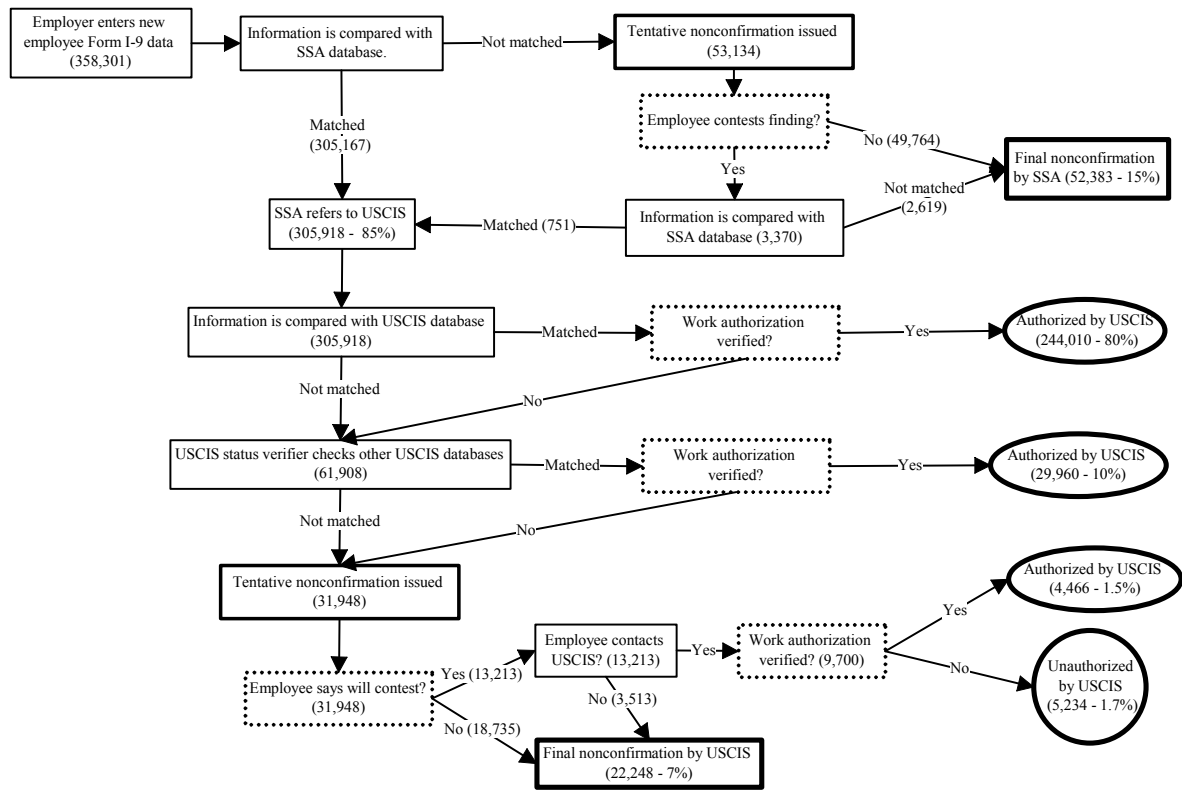 Employer enters new
employee Form I-9 data
(358,301)
Information is compared with
SSA database.
Not matched
Tentative nonconfirmation issued
(53,134)
Matched
(305,167)
Employee contests finding?
No (49,764)
Yes
Final nonconfirmation
by SSA (52,383 - 15%)
Not matched
(2,619)
SSA refers to USCIS
(305,918 - 85%)
Matched (751)
Information is compared with
SSA database (3,370)
Information is compared with USCIS database
(305,918)
Matched
Work authorization
verified?
Yes
Authorized by USCIS
(244,010 - 80%)
Not matched
No
USCIS status verifier checks other USCIS databases
(61,908)
Matched
Work authorization
verified?
Yes
Authorized by USCIS
(29,960 - 10%)
Not matched
No
Tentative nonconfirmation issued
(31,948)
Authorized by USCIS
(4,466 - 1.5%)
Yes
Employee contacts
USCIS? (13,213)
Yes
Work authorization
verified? (9,700)
No
Unauthorized
by USCIS
(5,234 - 1.7%)
Employee says will contest?
(31,948)
Yes (13,213)
No (3,513)
No (18,735)
Final nonconfirmation by USCIS
(22,248 - 7%)